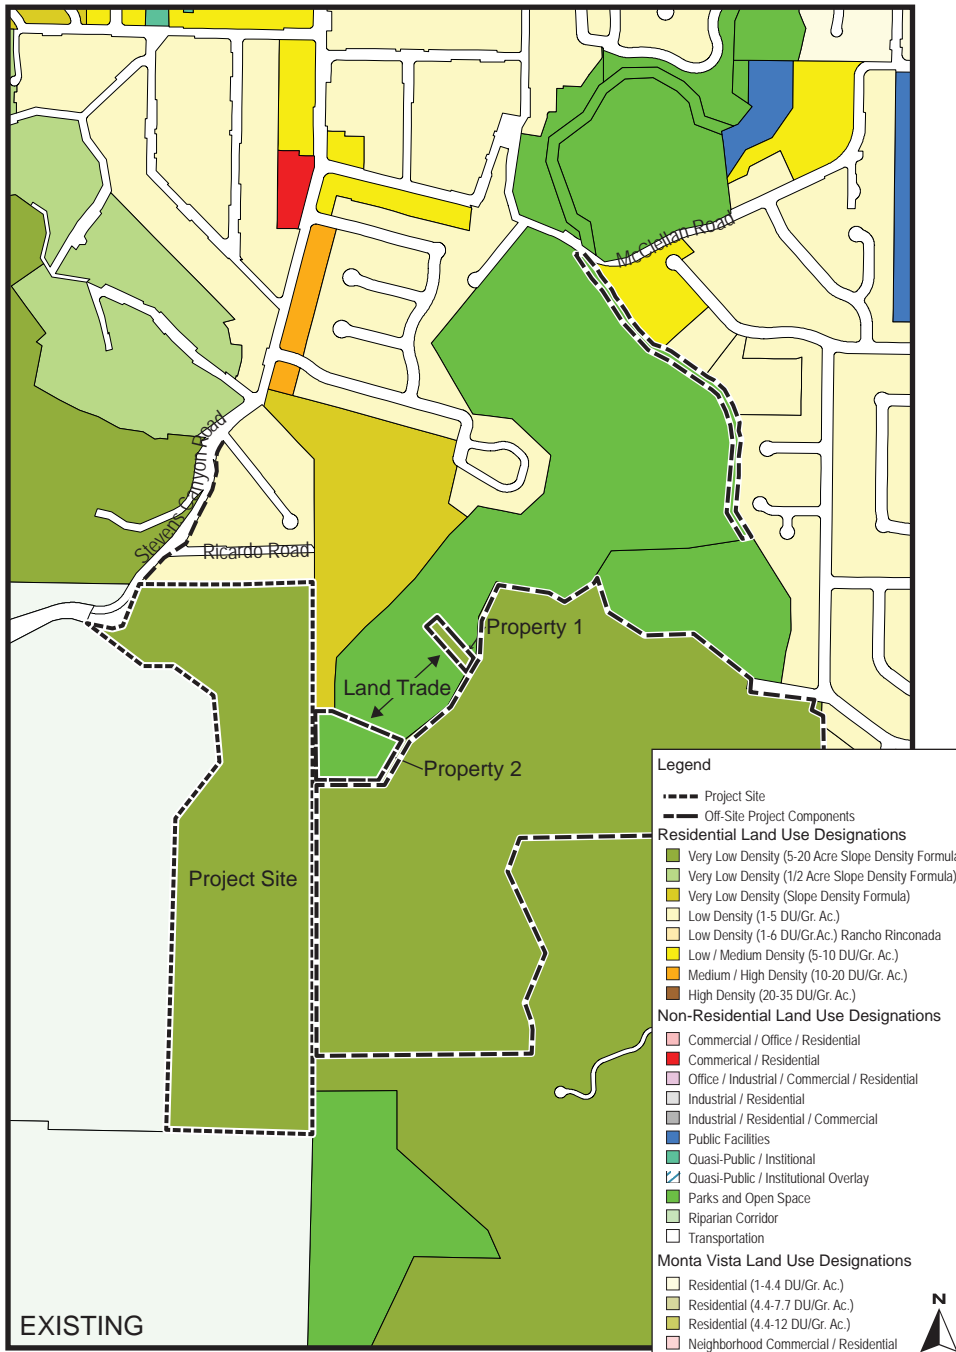 McClellan Road
Stevens Canyon Road
Ricardo Road
Property 1
Land Trade
Property 2
Project Site
EXISTING
Legend
Project Site
Off-Site Project Components
Residential Land Use Designations
Very Low Density (5-20 Acre Slope Density Formula
Very Low Density (1/2 Acre Slope Density Formula)
Very Low Density (Slope Density Formula)
Low Density (1-5 DU/Gr. Ac.)
Low Density (1-6 DU/Gr.Ac.) Rancho Rinconada
Low / Medium Density (5-10 DU/Gr. Ac.)
Medium / High Density (10-20 DU/Gr. Ac.)
High Density (20-35 DU/Gr. Ac.)
Non-Residential Land Use Designations
Commercial / Office / Residential
Commerical / Residential
Office / Industrial / Commercial / Residential
Industrial / Residential
Industrial / Residential / Commercial
Public Facilities
Quasi-Public / Institional
Quasi-Public / Institutional Overlay
Parks and Open Space
Riparian Corridor
Transportation
Monta Vista Land Use Designations
Residential (1-4.4 DU/Gr. Ac.)
Residential (4.4-7.7 DU/Gr. Ac.)
Residential (4.4-12 DU/Gr. Ac.)
Neighborhood Commercial / Residential
N